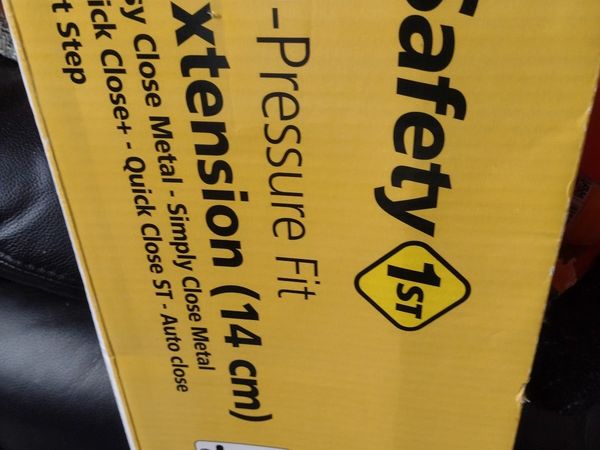 Safety 1ST
-Pressure Fit
xtension (14 cm)
sy Close Metal - Simply Close Metal
ick Close+ - Quick Close ST - Auto close
t Step